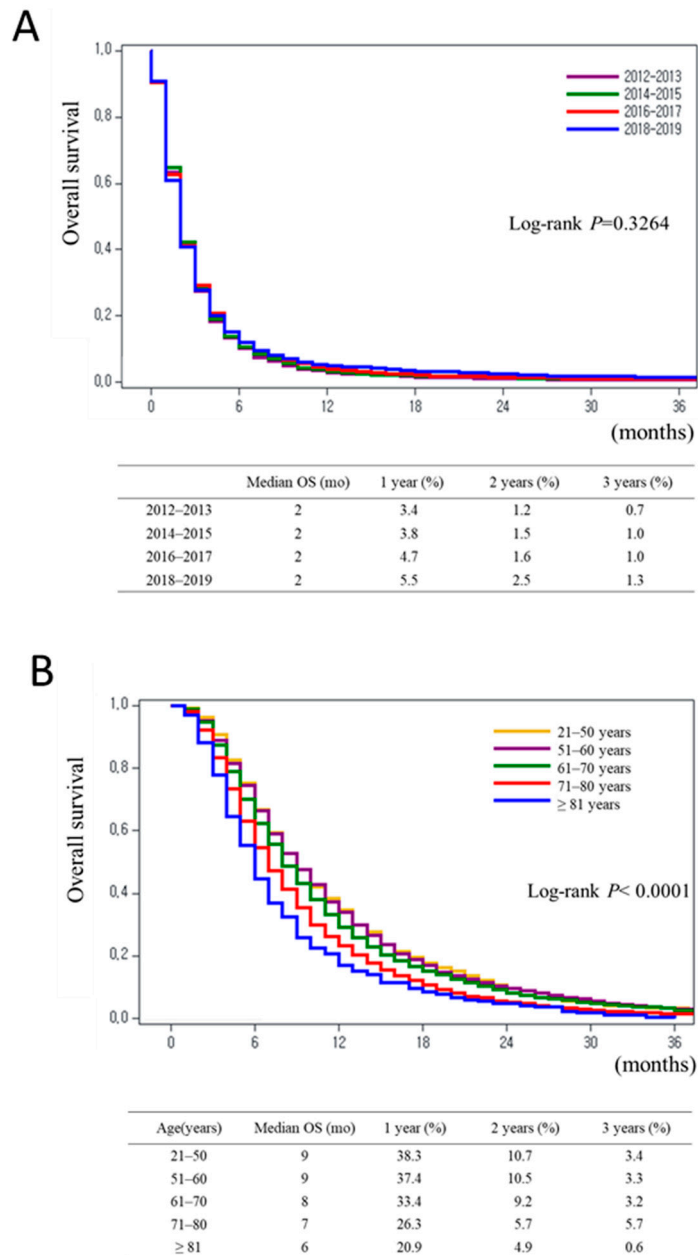 A
1,0
0,8
0,6
0,4
0,2
0,0
Overall survival
2012-2013
2014-2015
2016-2017
2018-2019
Log-rank P=0.3264
0 6 12 18 24 30 36
(months)
Median OS (mo) 1 year (%) 2 years (%) 3 years (%)
2012–2013 2 3.4 1.2 0.7
2014–2015 2 3.8 1.5 1.0
2016–2017 2 4.7 1.6 1.0
2018–2019 2 5.5 2.5 1.3
B
1,0
0,8
0,6
0,4
0,2
0,0
Overall survival
21–50 years
51–60 years
61–70 years
71–80 years
≥ 81 years
Log-rank P< 0.0001
0 6 12 18 24 30 36
(months)
Age(years) Median OS (mo) 1 year (%) 2 years (%) 3 years (%)
21–50 9 38.3 10.7 3.4
51–60 9 37.4 10.5 3.3
61–70 8 33.4 9.2 3.2
71–80 7 26.3 5.7 5.7
≥ 81 6 20.9 4.9 0.6